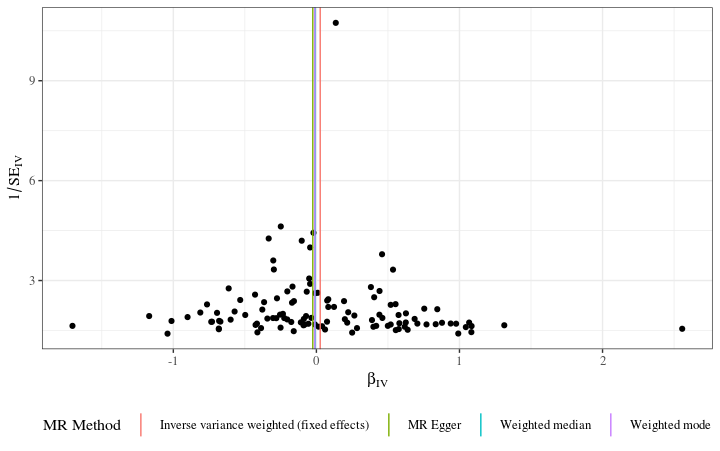 9
6
3
1/SE_IV
-1
0
1
2
β_IV
MR Method
Inverse variance weighted (fixed effects)
MR Egger
Weighted median
Weighted mode